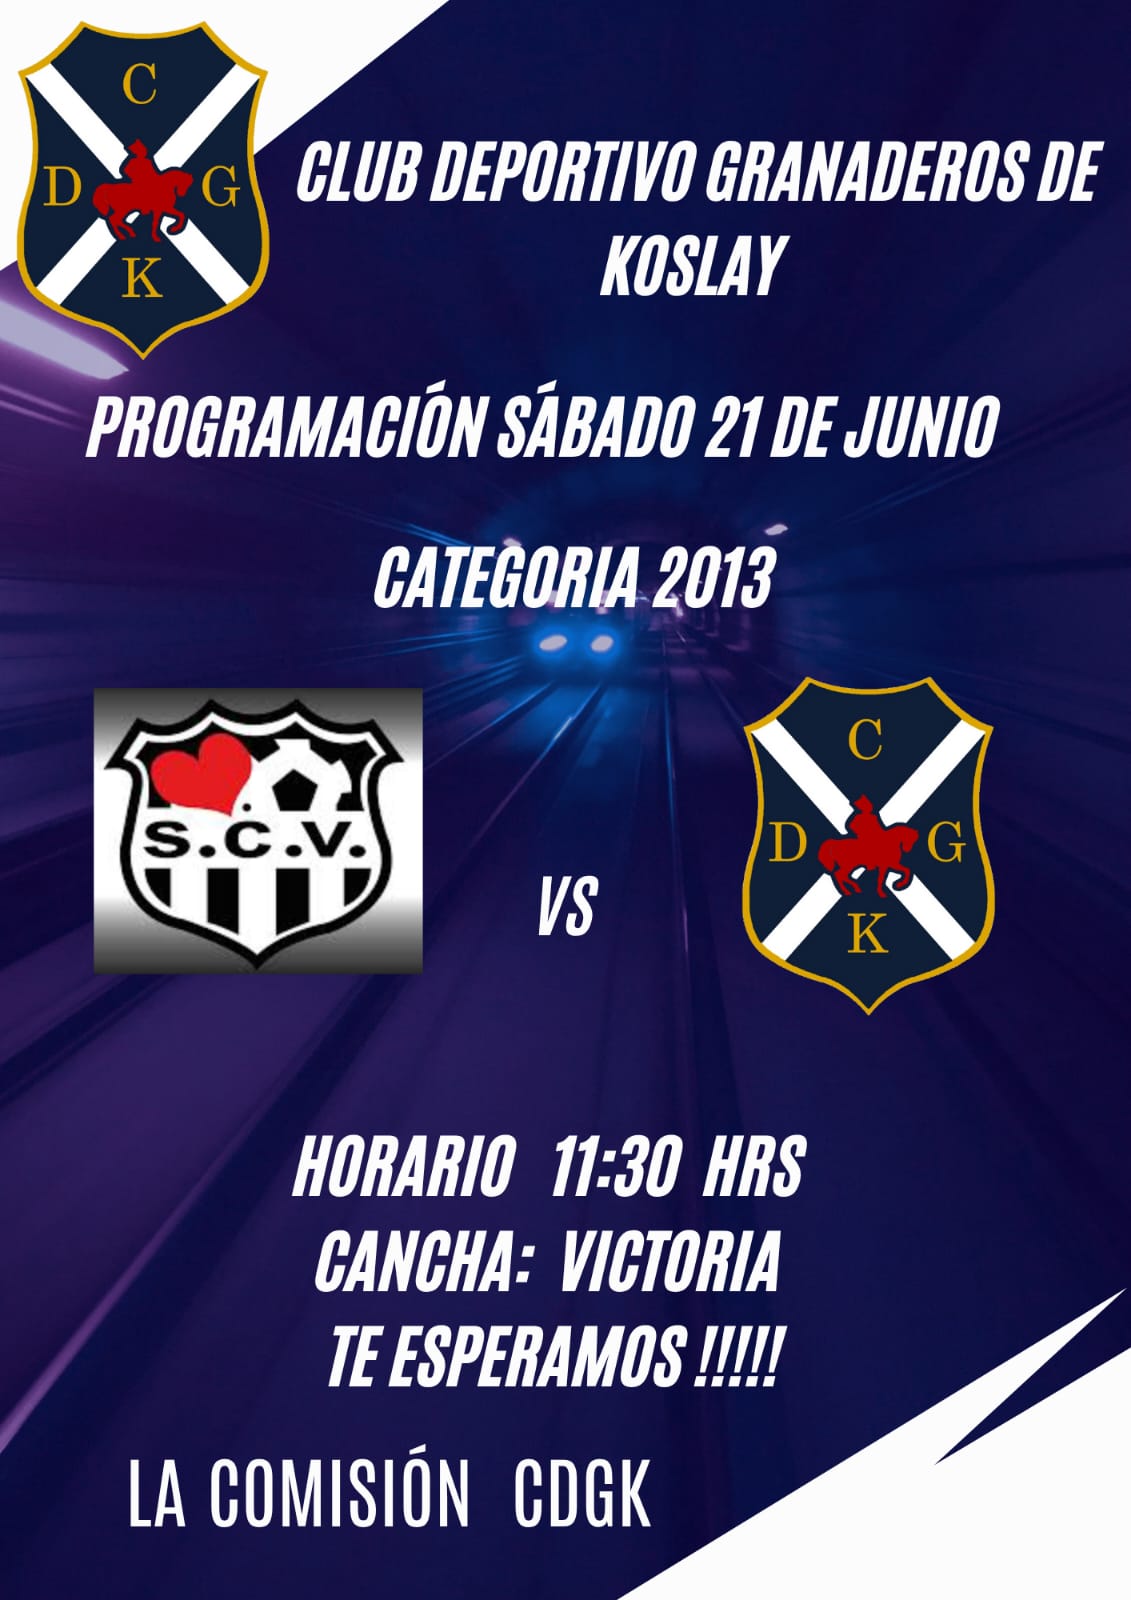 C
D G
K
CLUB DEPORTIVO GRANADEROS DE
KOSLAY
PROGRAMACIÓN SÁBADO 21 DE JUNIO
CATEGORIA 2013
S.C.V.
VS
C
D G
K
HORARIO 11:30 HRS
CANCHA: VICTORIA
TE ESPERAMOS !!!!!
LA COMISIÓN CDGK